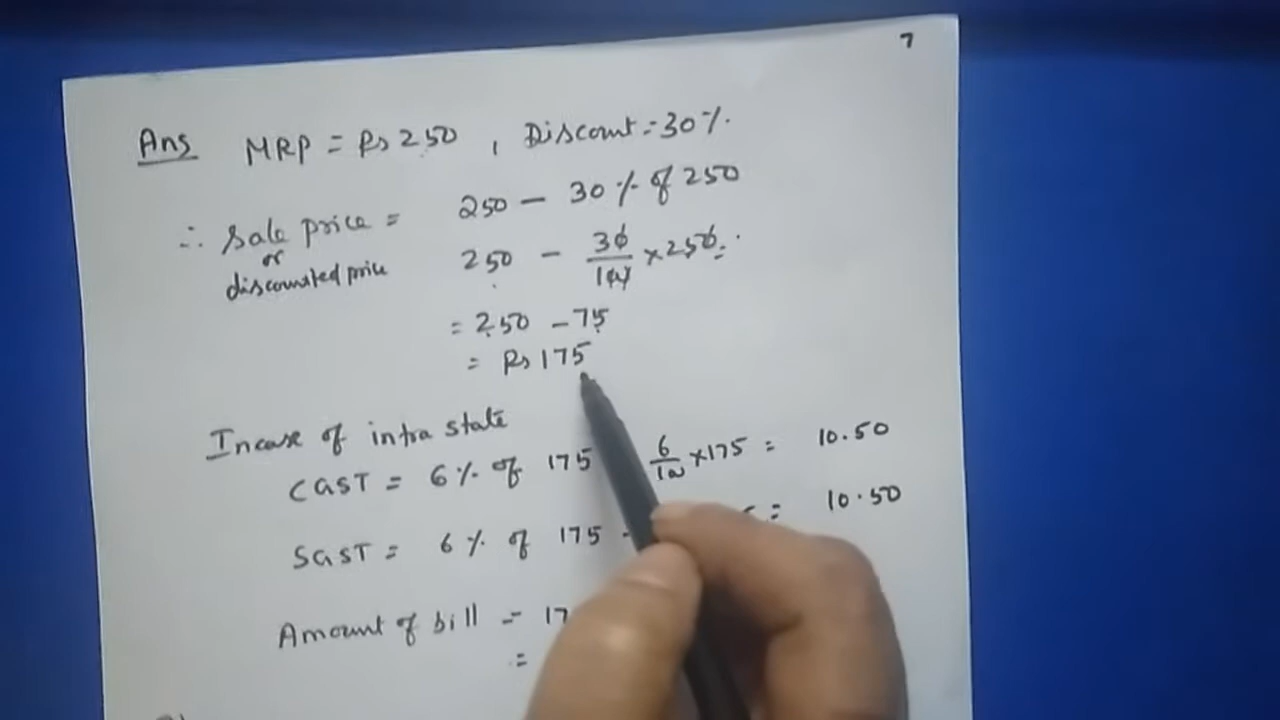 7
Ans MRP = Rs 250 , Discount = 30%.
∴ Sale price = 250 - 30% of 250
or
discounted price 250 - 30/100 × 250
= 250 - 75
= Rs 175
Incase of intra state
CGST = 6% of 175 6/100 × 175 = 10.50
SGST = 6% of 175 = 10.50
Amount of bill = 17
=